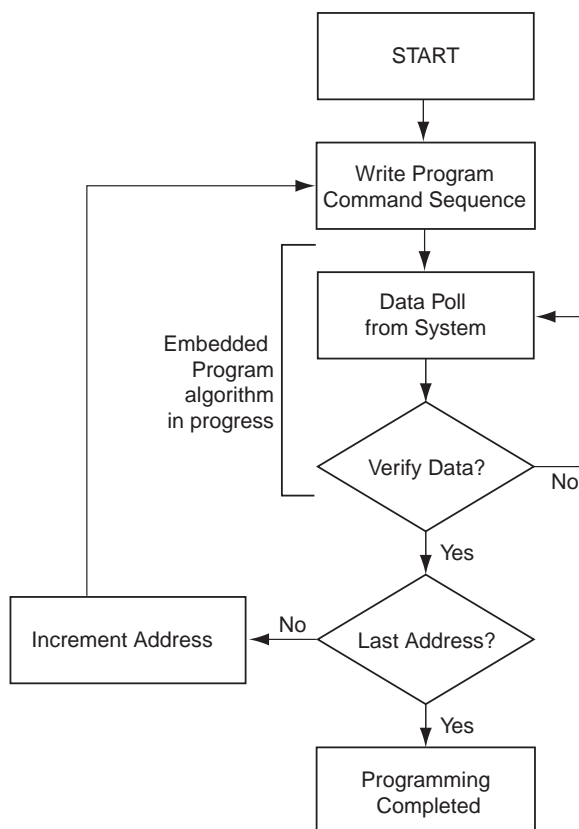 START
Write Program
Command Sequence
Data Poll
from System
Embedded
Program
algorithm
in progress
Verify Data?
No
Yes
Increment Address
No
Last Address?
Yes
Programming
Completed